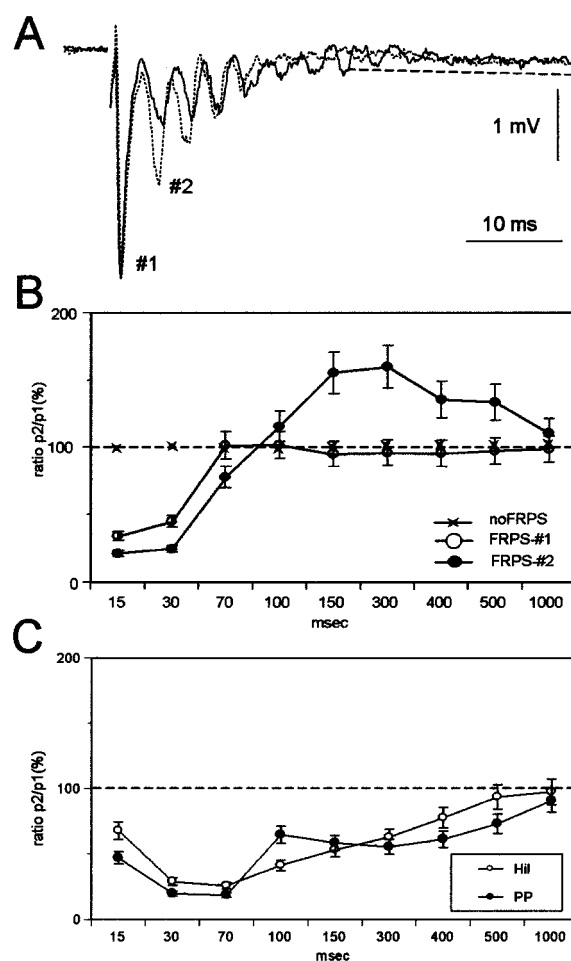 A
#2
#1
1 mV
10 ms
B
200
100
0
ratio p2/p1(%)
noFRPS
FRPS-#1
FRPS-#2
15 30 70 100 150 300 400 500 1000
msec
C
200
100
0
ratio p2/p1(%)
Hil
PP
15 30 70 100 150 300 400 500 1000
msec